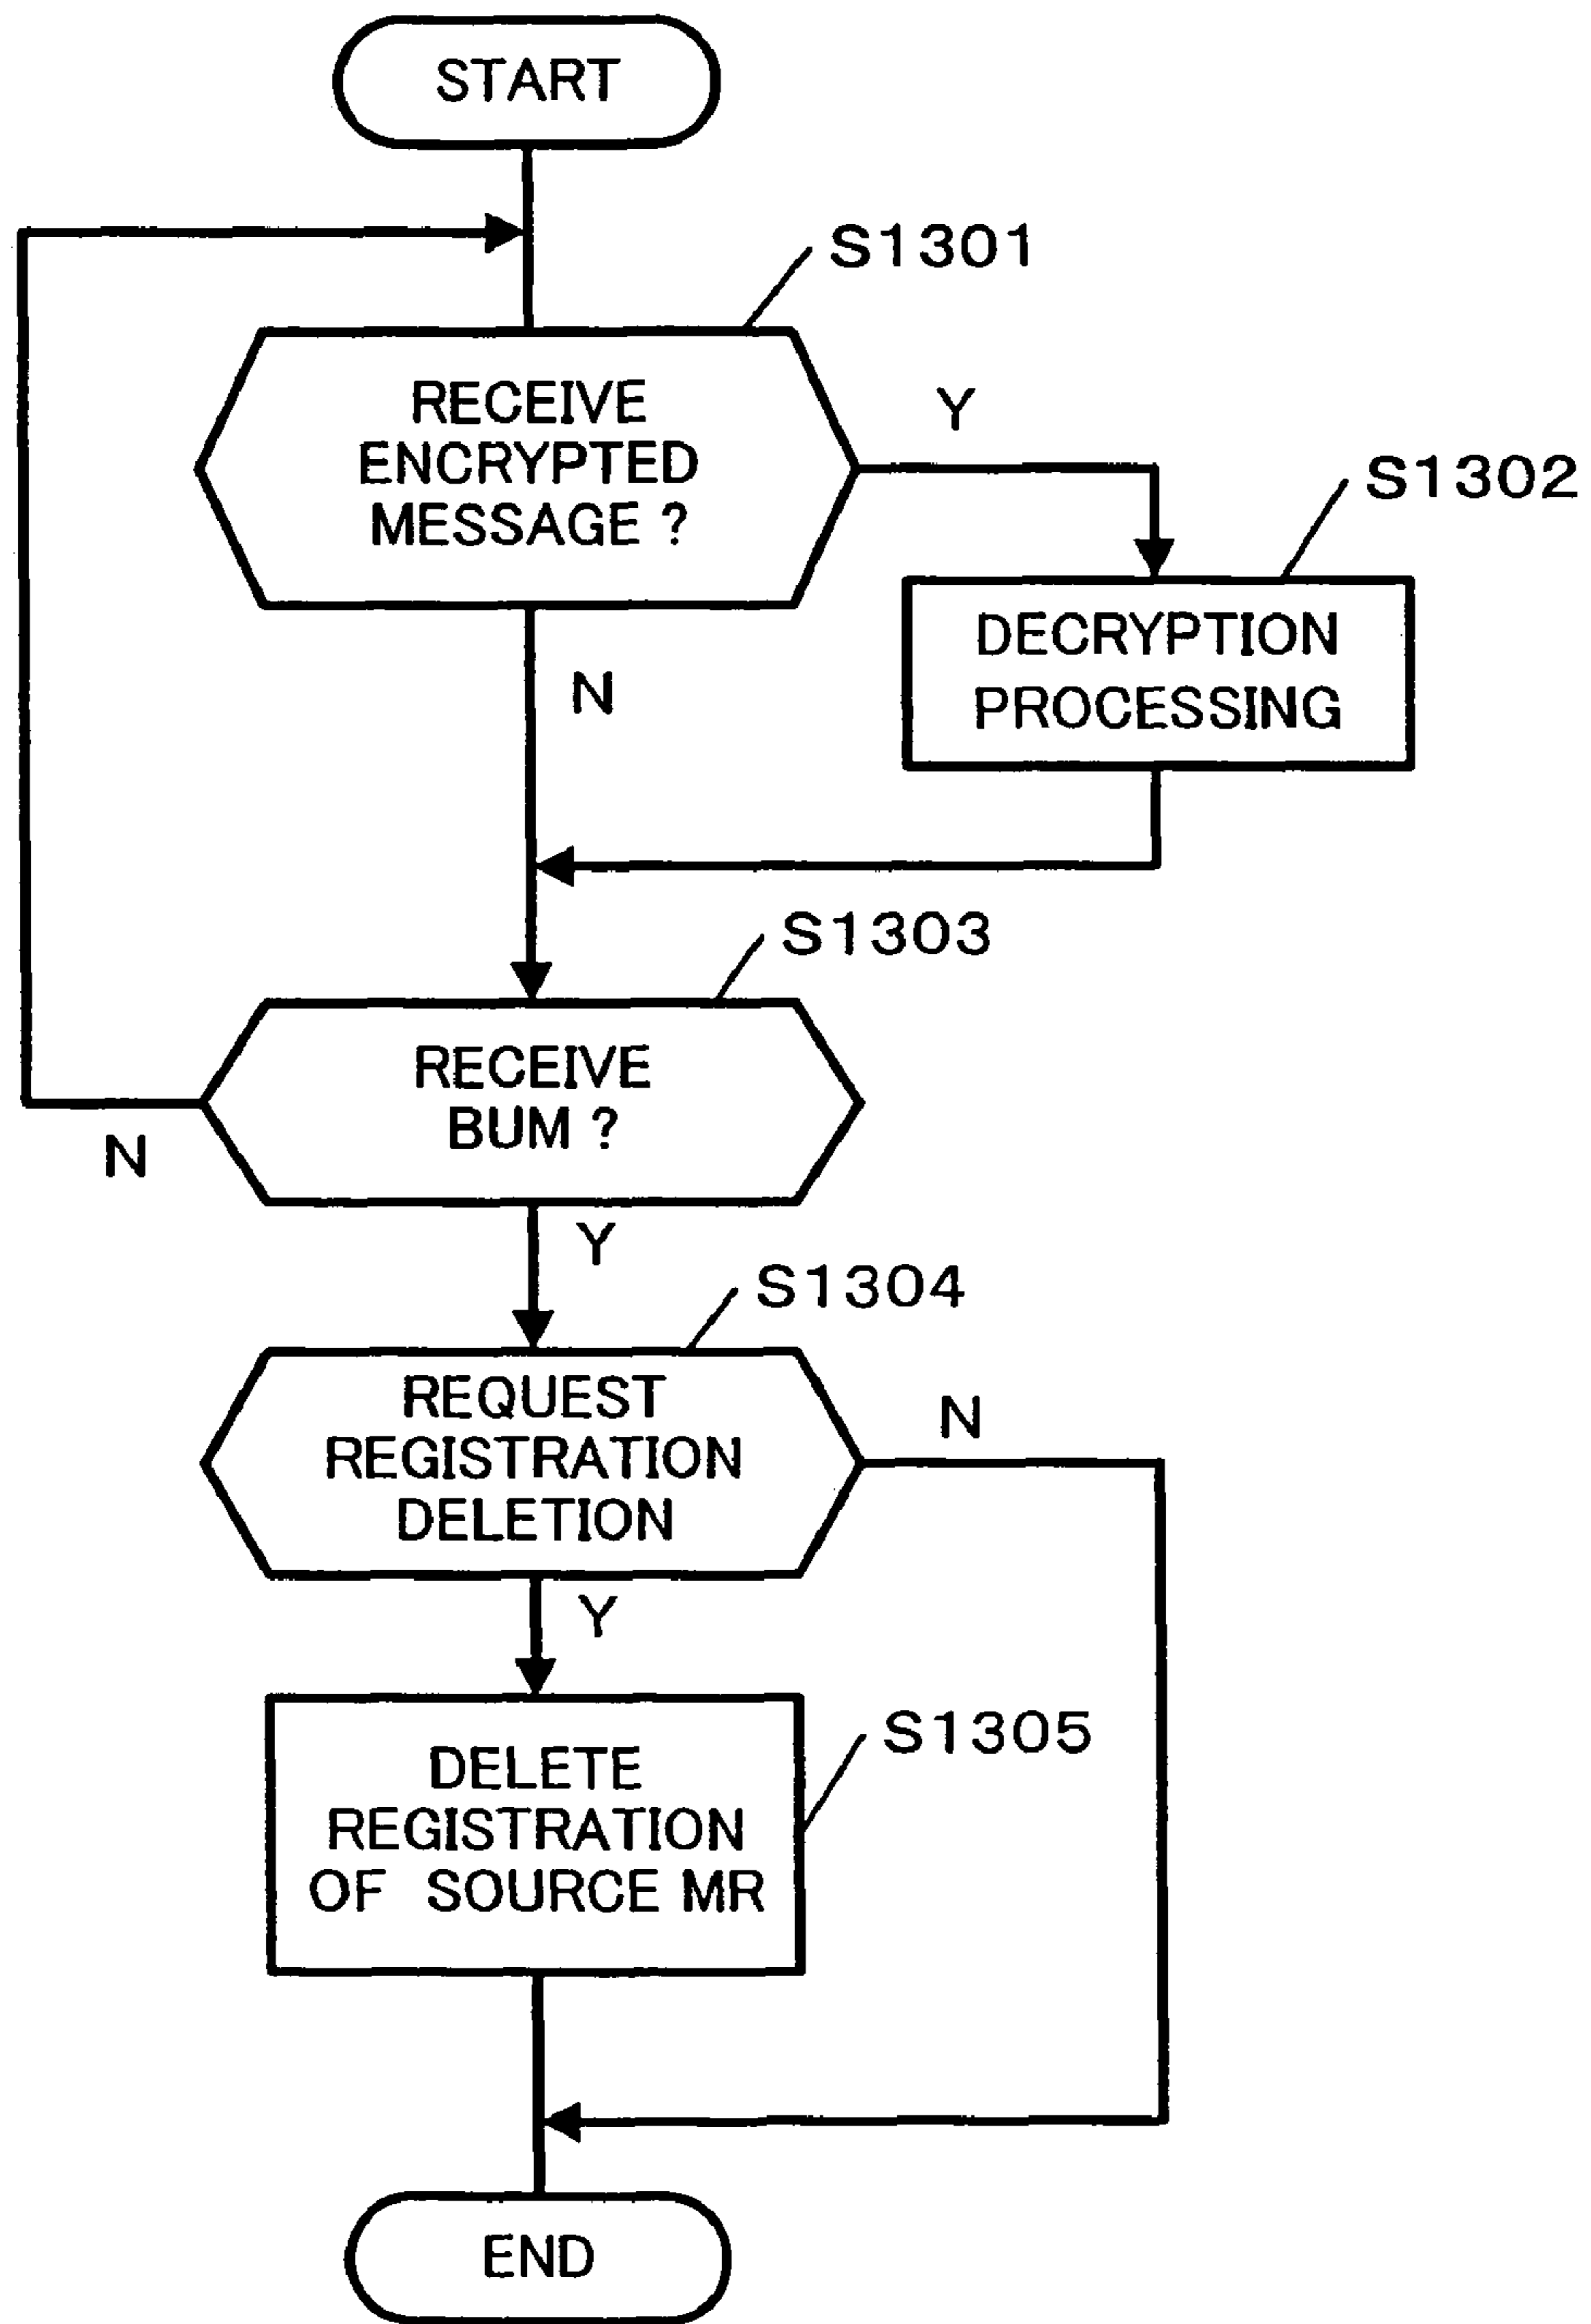 START
S1301
RECEIVE
ENCRYPTED
MESSAGE ?
Y
S1302
DECRYPTION
PROCESSING
N
S1303
RECEIVE
BUM ?
N
Y
S1304
REQUEST
REGISTRATION
DELETION
N
Y
S1305
DELETE
REGISTRATION
OF SOURCE MR
END